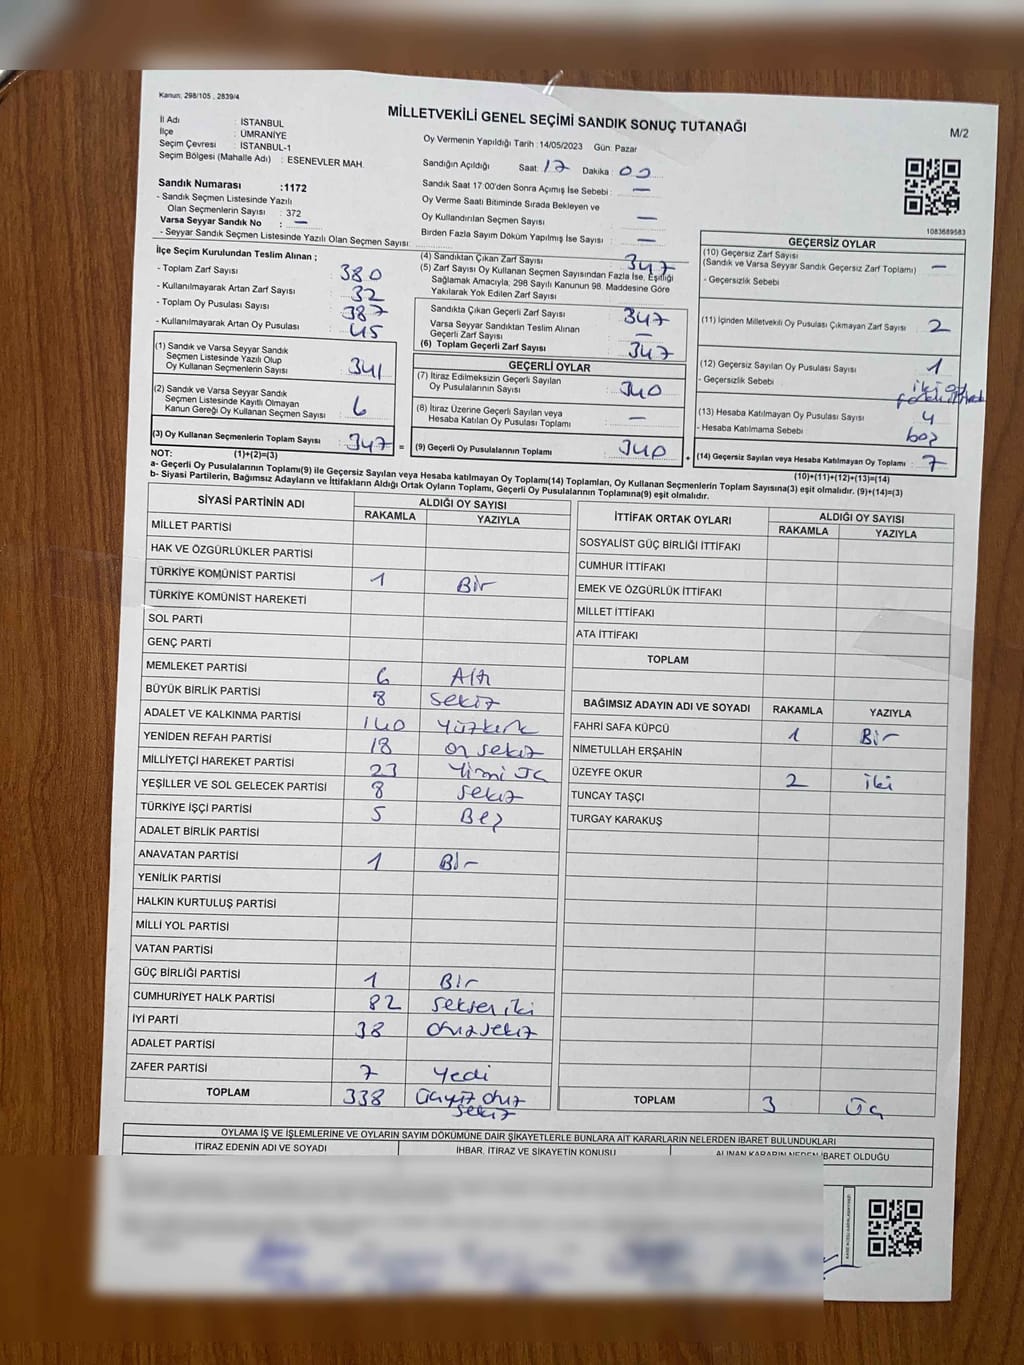 Kanun; 298/105 , 2839/4
MİLLETVEKİLİ GENEL SEÇİMİ SANDIK SONUÇ TUTANAĞI
M/2
İl Adı : İSTANBUL
İlçe : ÜMRANİYE
Seçim Çevresi : İSTANBUL-1
Seçim Bölgesi (Mahalle Adı) : ESENEVLER MAH.
Oy Vermenin Yapıldığı Tarih : 14/05/2023 Gün: Pazar
Sandığın Açıldığı Saat: 17 Dakika : 00
Sandık Saat 17:00'den Sonra Açımış İse Sebebi : —
Oy Verme Saati Bitiminde Sırada Bekleyen ve
Oy Kullandırılan Seçmen Sayısı : —
Birden Fazla Sayım Döküm Yapılmış İse Sayısı : —
Sandık Numarası :1172
- Sandık Seçmen Listesinde Yazılı
Olan Seçmenlerin Sayısı : 372
Varsa Seyyar Sandık No : —
- Seyyar Sandık Seçmen Listesinde Yazılı Olan Seçmen Sayısı:
1083689583
İlçe Seçim Kurulundan Teslim Alınan ;
- Toplam Zarf Sayısı : 380
- Kullanılmayarak Artan Zarf Sayısı : 32
- Toplam Oy Pusulası Sayısı : 387
- Kullanılmayarak Artan Oy Pusulası : 45
(1) Sandık ve Varsa Seyyar Sandık
Seçmen Listesinde Yazılı Olup
Oy Kullanan Seçmenlerin Sayısı : 341
(2) Sandık ve Varsa Seyyar Sandık
Seçmen Listesinde Kayıtlı Olmayan
Kanun Gereği Oy Kullanan Seçmen Sayısı : 6
(3) Oy Kullanan Seçmenlerin Toplam Sayısı : 347 =
(4) Sandıktan Çıkan Zarf Sayısı : 347
(5) Zarf Sayısı Oy Kullanan Seçmen Sayısından Fazla İse, Eşitliği
Sağlamak Amacıyla, 298 Sayılı Kanunun 98. Maddesine Göre
Yakılarak Yok Edilen Zarf Sayısı :
Sandıkta Çıkan Geçerli Zarf Sayısı : 347
Varsa Seyyar Sandıktan Teslim Alınan
Geçerli Zarf Sayısı : —
(6) Toplam Geçerli Zarf Sayısı : 347
GEÇERLİ OYLAR
(7) İtiraz Edilmeksizin Geçerli Sayılan
Oy Pusulalarının Sayısı : 340
(8) İtiraz Üzerine Geçerli Sayılan veya
Hesaba Katılan Oy Pusulası Toplamı : —
(9) Geçerli Oy Pusulalarının Toplamı : 340 +
GEÇERSİZ OYLAR
(10) Geçersiz Zarf Sayısı
(Sandık ve Varsa Seyyar Sandık Geçersiz Zarf Toplamı) : —
- Geçersizlik Sebebi :
(11) İçinden Milletvekili Oy Pusulası Çıkmayan Zarf Sayısı : 2
(12) Geçersiz Sayılan Oy Pusulası Sayısı : 1
- Geçersizlik Sebebi : iki
(13) Hesaba Katılmayan Oy Pusulası Sayısı : 4
- Hesaba Katılmama Sebebi : boş
(14) Geçersiz Sayılan veya Hesaba Katılmayan Oy Toplamı : 7
NOT: (1)+(2)=(3)
(10)+(11)+(12)+(13)=(14)
a- Geçerli Oy Pusulalarının Toplamı(9) ile Geçersiz Sayılan veya Hesaba katılmayan Oy Toplamı(14) Toplamları, Oy Kullanan Seçmenlerin Toplam Sayısına(3) eşit olmalıdır. (9)+(14)=(3)
b- Siyasi Partilerin, Bağımsız Adayların ve İttifakların Aldığı Ortak Oyların Toplamı, Geçerli Oy Pusulalarının Toplamına(9) eşit olmalıdır.
SİYASİ PARTİNİN ADI ALDIĞI OY SAYISI
RAKAMLA YAZIYLA
MİLLET PARTİSİ
HAK VE ÖZGÜRLÜKLER PARTİSİ
TÜRKİYE KOMÜNİST PARTİSİ 1 Bir
TÜRKİYE KOMÜNİST HAREKETİ
SOL PARTİ
GENÇ PARTİ
MEMLEKET PARTİSİ 6 Altı
BÜYÜK BİRLİK PARTİSİ 8 sekiz
ADALET VE KALKINMA PARTİSİ 140 Yüzkırk
YENİDEN REFAH PARTİSİ 18 on sekiz
MİLLİYETÇİ HAREKET PARTİSİ 23 Yirmi üç
YEŞİLLER VE SOL GELECEK PARTİSİ 8 sekiz
TÜRKİYE İŞÇİ PARTİSİ 5 Beş
ADALET BİRLİK PARTİSİ
ANAVATAN PARTİSİ 1 Bir
YENİLİK PARTİSİ
HALKIN KURTULUŞ PARTİSİ
MİLLİ YOL PARTİSİ
VATAN PARTİSİ
GÜÇ BİRLİĞİ PARTİSİ 1 Bir
CUMHURİYET HALK PARTİSİ 82 seksen iki
İYİ PARTİ 38 otuzsekiz
ADALET PARTİSİ
ZAFER PARTİSİ 7 Yedi
TOPLAM 338 Üçyüz otuz
sekiz
İTTİFAK ORTAK OYLARI ALDIĞI OY SAYISI
RAKAMLA YAZIYLA
SOSYALİST GÜÇ BİRLİĞİ İTTİFAKI
CUMHUR İTTİFAKI
EMEK VE ÖZGÜRLÜK İTTİFAKI
MİLLET İTTİFAKI
ATA İTTİFAKI
TOPLAM
BAĞIMSIZ ADAYIN ADI VE SOYADI RAKAMLA YAZIYLA
FAHRİ SAFA KÜPCÜ 1 Bir
NİMETULLAH ERŞAHİN
ÜZEYFE OKUR 2 iki
TUNCAY TAŞÇI
TURGAY KARAKUŞ
TOPLAM 3 Üç
OYLAMA İŞ VE İŞLEMLERİNE VE OYLARIN SAYIM DÖKÜMÜNE DAİR ŞİKAYETLERLE BUNLARA AİT KARARLARIN NELERDEN İBARET BULUNDUKLARI
İTİRAZ EDENİN ADI VE SOYADI İHBAR, İTİRAZ VE ŞİKAYETİN KONUSU ALINAN KARARIN NEDEN İBARET OLDUĞU